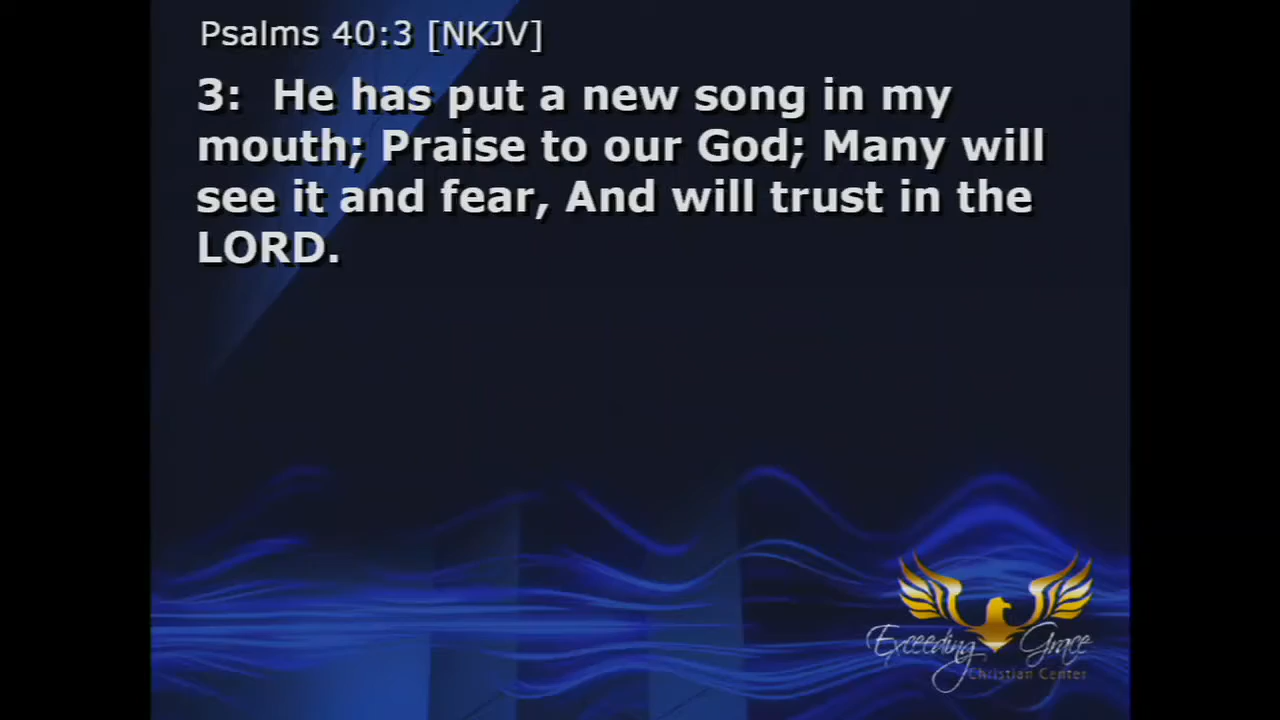 Psalms 40:3 [NKJV]
3: He has put a new song in my
mouth; Praise to our God; Many will
see it and fear, And will trust in the
LORD.
Exceeding Grace
Christian Center